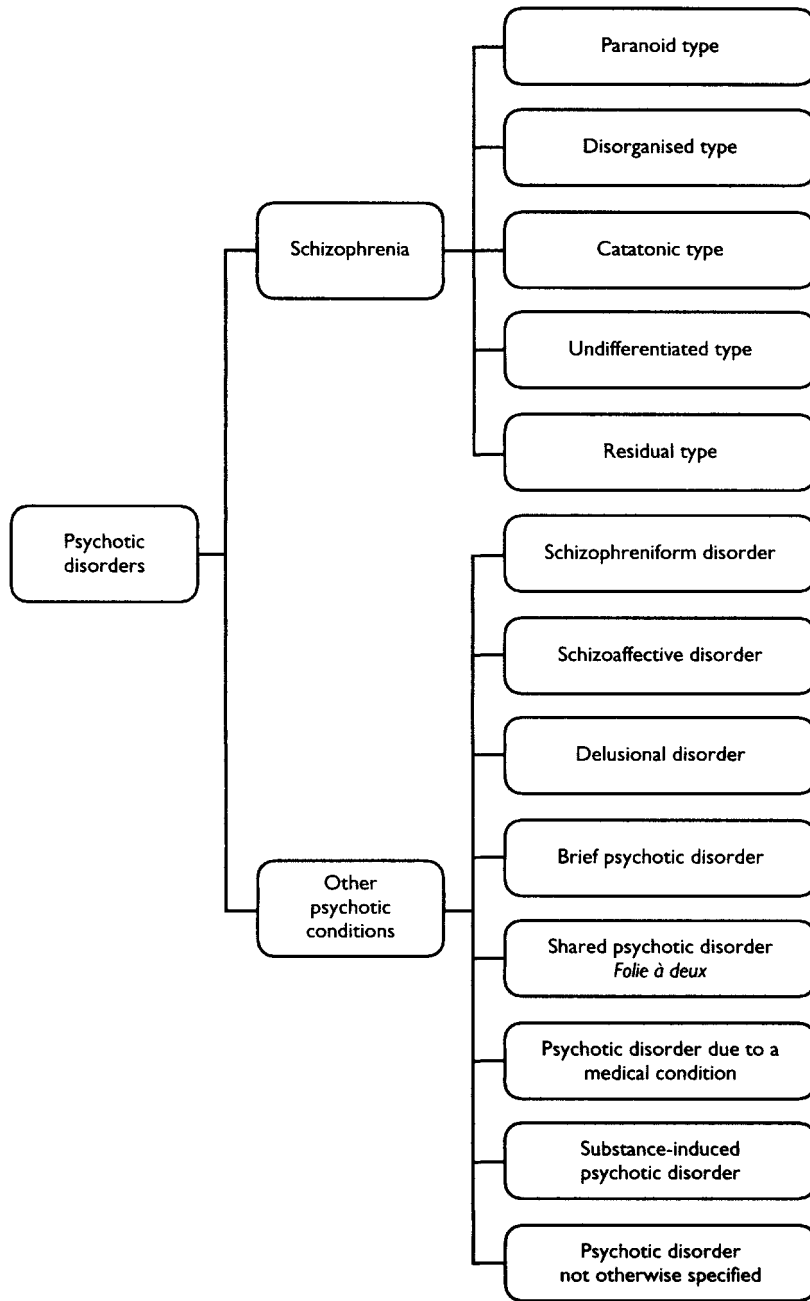 Paranoid type
Disorganised type
Schizophrenia
Catatonic type
Undifferentiated type
Residual type
Psychotic
disorders
Schizophreniform disorder
Schizoaffective disorder
Delusional disorder
Other
psychotic
conditions
Brief psychotic disorder
Shared psychotic disorder
Folie à deux
Psychotic disorder due to a
medical condition
Substance-induced
psychotic disorder
Psychotic disorder
not otherwise specified